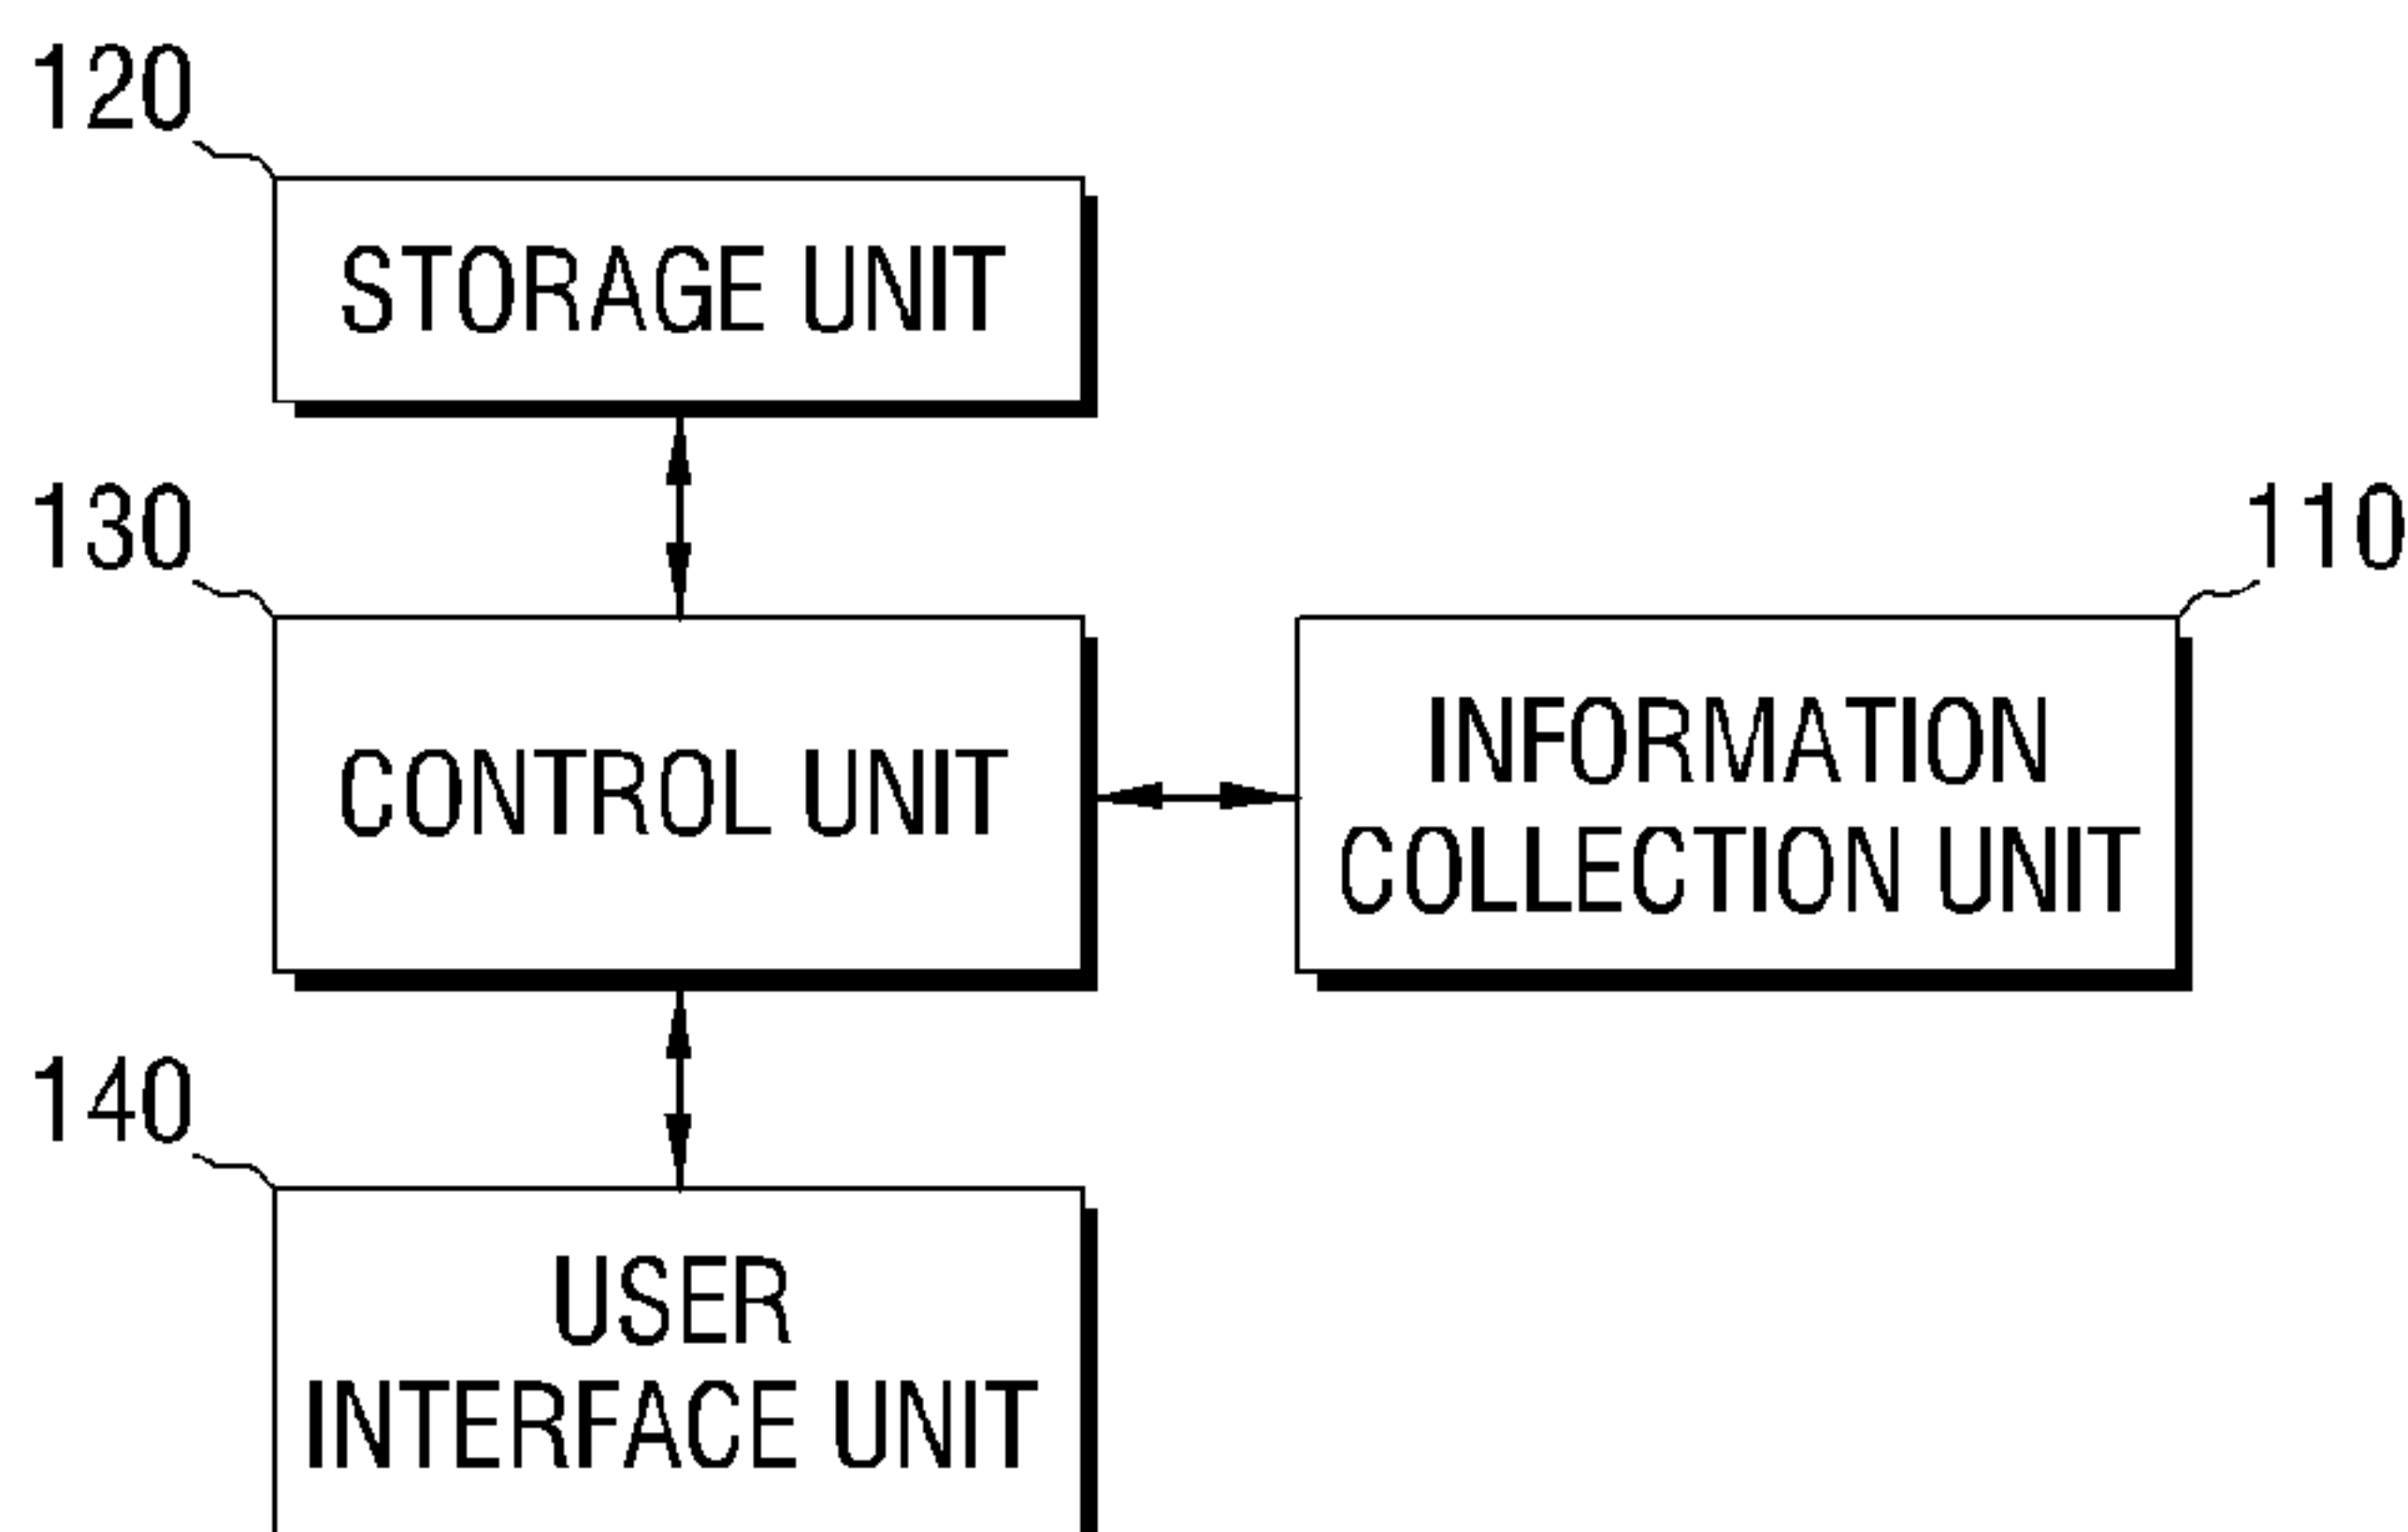 120
STORAGE UNIT
130
110
CONTROL UNIT
INFORMATION
COLLECTION UNIT
140
USER
INTERFACE UNIT